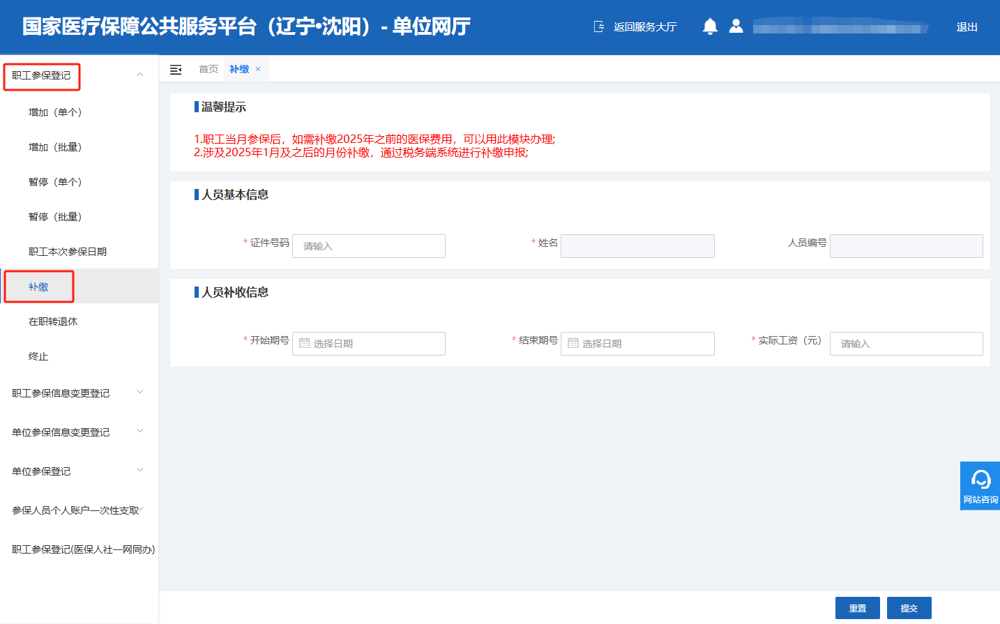 国家医疗保障公共服务平台（辽宁•沈阳）- 单位网厅
返回服务大厅
退出
职工参保登记
增加（单个）
增加（批量）
暂停（单个）
暂停（批量）
职工本次参保日期
补缴
在职转退休
终止
职工参保信息变更登记
单位参保信息变更登记
单位参保登记
参保人员个人账户一次性支取
职工参保登记(医保人社一网同办)
首页
补缴 ×
温馨提示
1.职工当月参保后，如需补缴2025年之前的医保费用，可以用此模块办理;
2.涉及2025年1月及之后的月份补缴，通过税务端系统进行补缴申报;
人员基本信息
* 证件号码 请输入
* 姓名
人员编号
人员补收信息
* 开始期号 选择日期
* 结束期号 选择日期
* 实际工资（元） 请输入
网站咨询
重置
提交